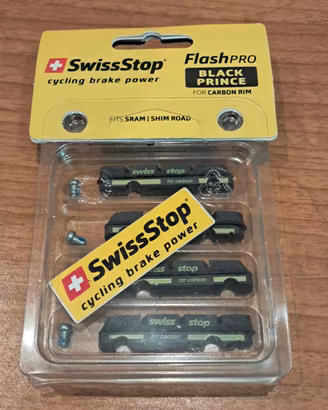 SwissStop
cycling brake power
FlashPRO
BLACK
PRINCE
FOR CARBON RIM
FITS SRAM | SHIM ROAD
swiss stop
for carbon
SwissStop
cycling brake power
stop
for carbon
swiss stop
for carbon